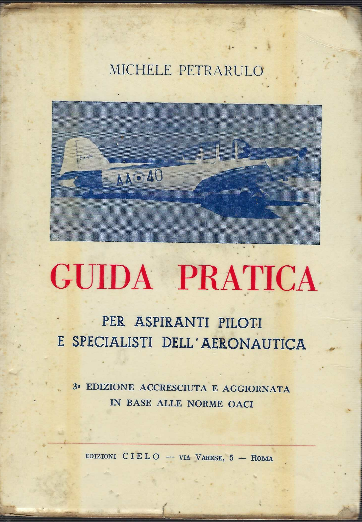 MICHELE PETRARULO
AA•40
GUIDA PRATICA
PER ASPIRANTI PILOTI
E SPECIALISTI DELL'AERONAUTICA
3ª EDIZIONE ACCRESCIUTA E AGGIORNATA
IN BASE ALLE NORME OACI
EDIZIONI CIELO — VIA VARESE, 5 — ROMA